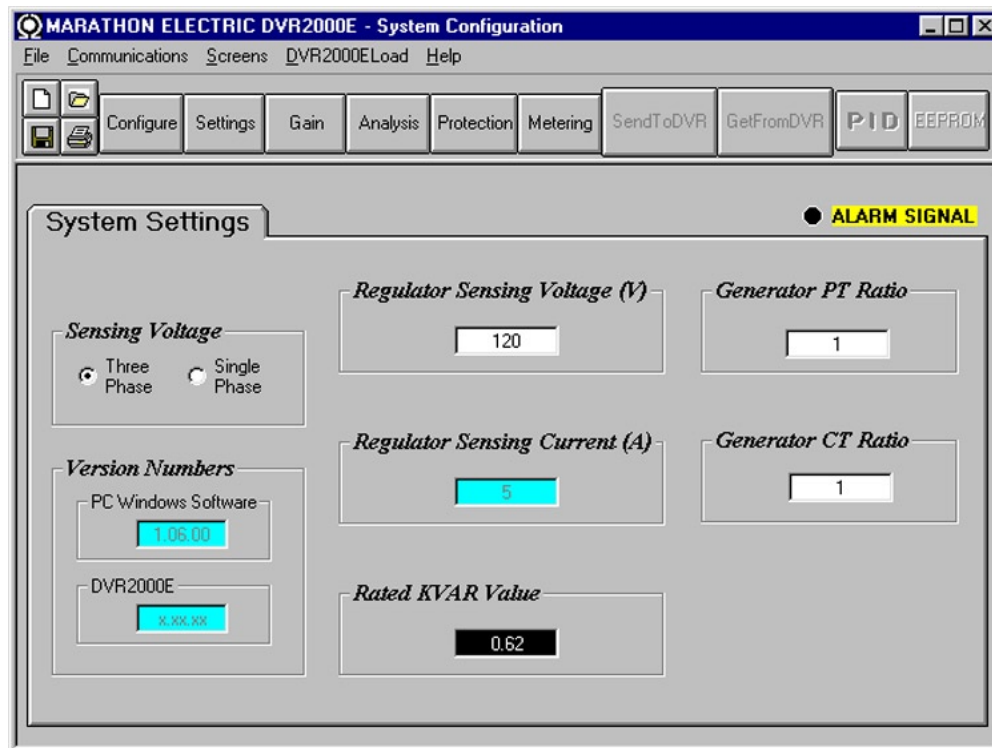 MARATHON ELECTRIC DVR2000E - System Configuration
File Communications Screens DVR2000ELoad Help
Configure Settings Gain Analysis Protection Metering SendToDVR GetFromDVR PID EEPROM
System Settings
ALARM SIGNAL
Sensing Voltage
Three Phase
Single Phase
Regulator Sensing Voltage (V)
120
Generator PT Ratio
1
Version Numbers
PC Windows Software
1.06.00
DVR2000E
x.xx.xx
Regulator Sensing Current (A)
5
Generator CT Ratio
1
Rated KVAR Value
0.62